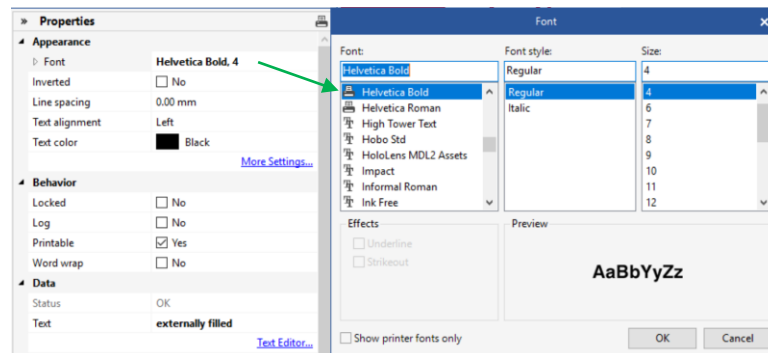 » Properties
Appearance
Font Helvetica Bold, 4
Inverted No
Line spacing 0.00 mm
Text alignment Left
Text color Black
More Settings...
Behavior
Locked No
Log No
Printable Yes
Word wrap No
Data
Status OK
Text externally filled
Text Editor...
Font
Font: Font style: Size:
Helvetica Bold Regular 4
Helvetica Bold Regular 4
Helvetica Roman Italic 6
High Tower Text 7
Hobo Std 8
HoloLens MDL2 Assets 9
Impact 10
Informal Roman 11
Ink Free 12
Effects Preview
Underline
Strikeout
AaBbYyZz
Show printer fonts only OK Cancel